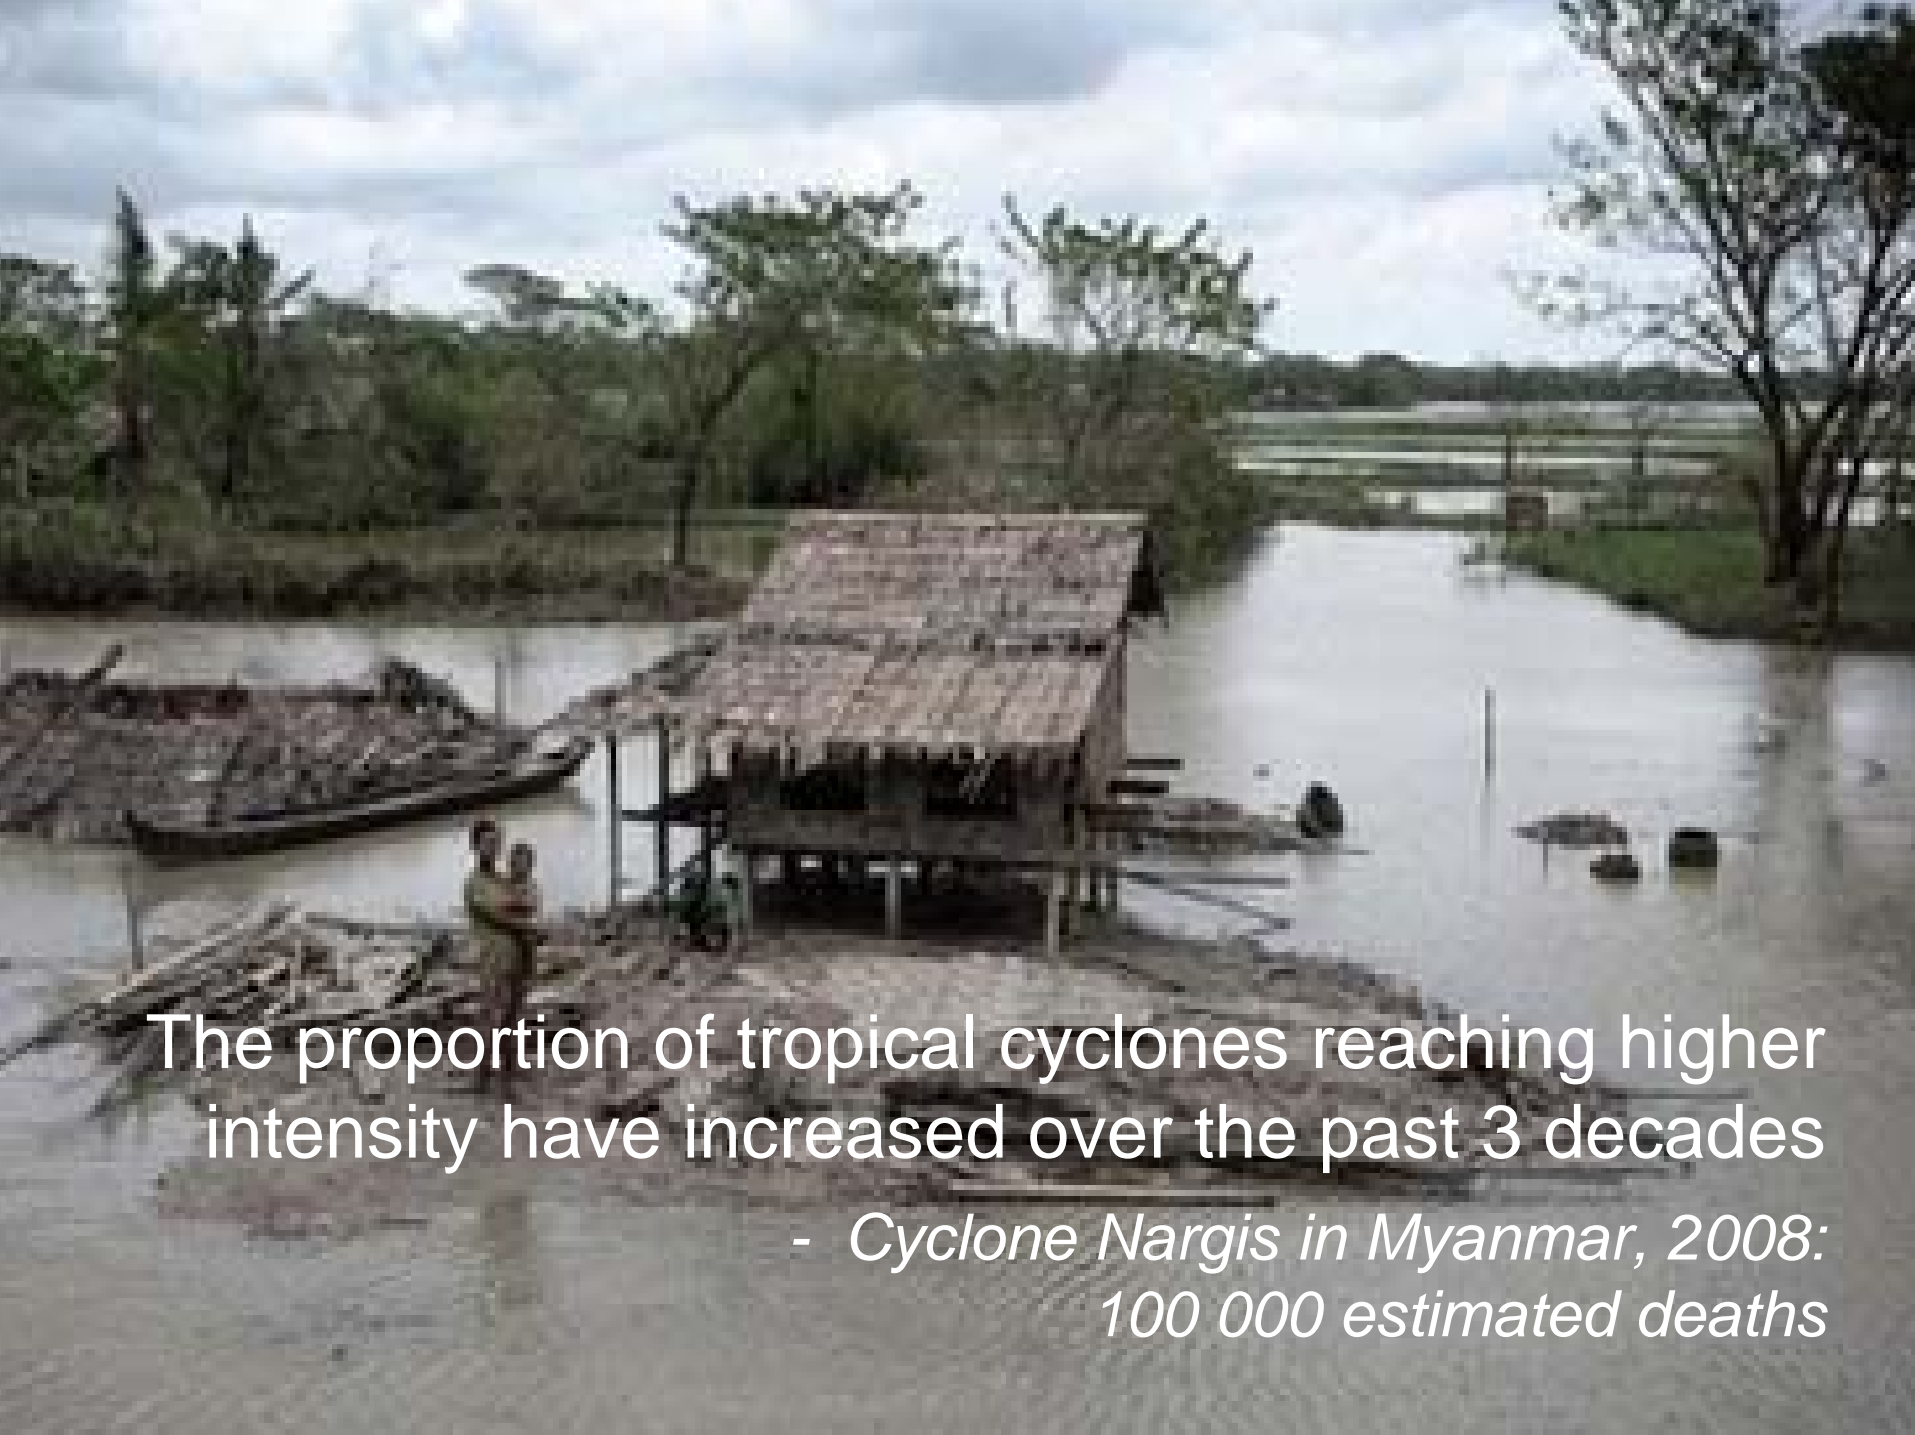 The proportion of tropical cyclones reaching higher
intensity have increased over the past 3 decades
- Cyclone Nargis in Myanmar, 2008:
100 000 estimated deaths